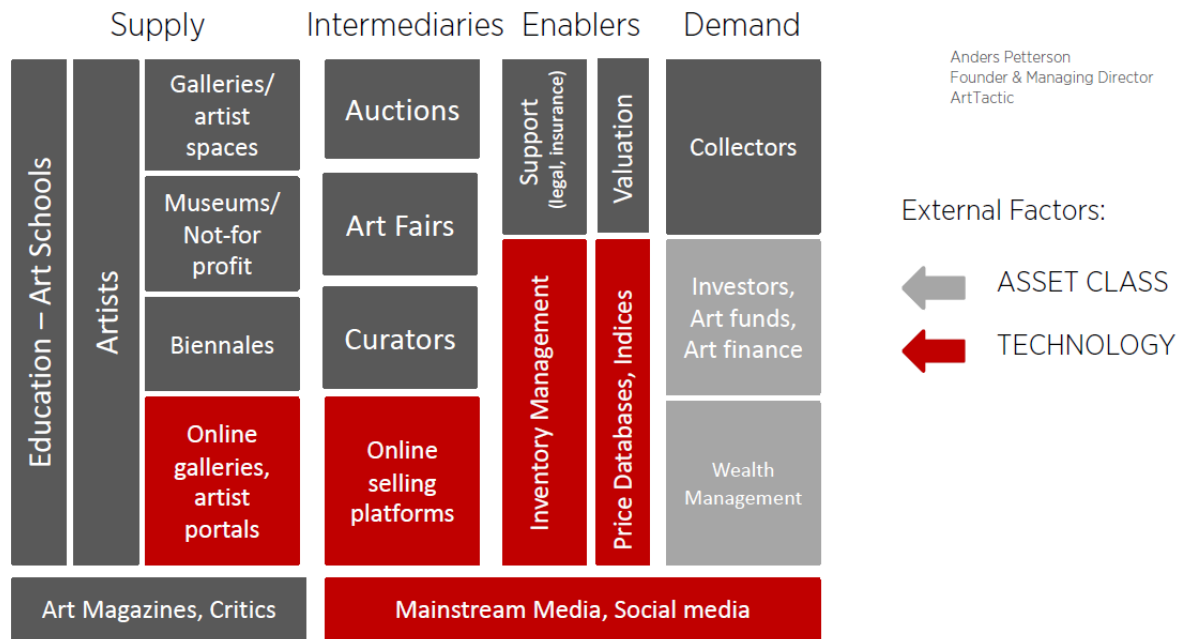 Supply
Intermediaries
Enablers
Demand
Anders Petterson
Founder & Managing Director
ArtTactic
Education – Art Schools
Artists
Galleries/
artist
spaces
Museums/
Not-for
profit
Biennales
Online
galleries,
artist
portals
Auctions
Art Fairs
Curators
Online
selling
platforms
Support
(legal, insurance)
Valuation
Inventory Management
Price Databases, Indices
Collectors
Investors,
Art funds,
Art finance
Wealth
Management
External Factors:
ASSET CLASS
TECHNOLOGY
Art Magazines, Critics
Mainstream Media, Social media